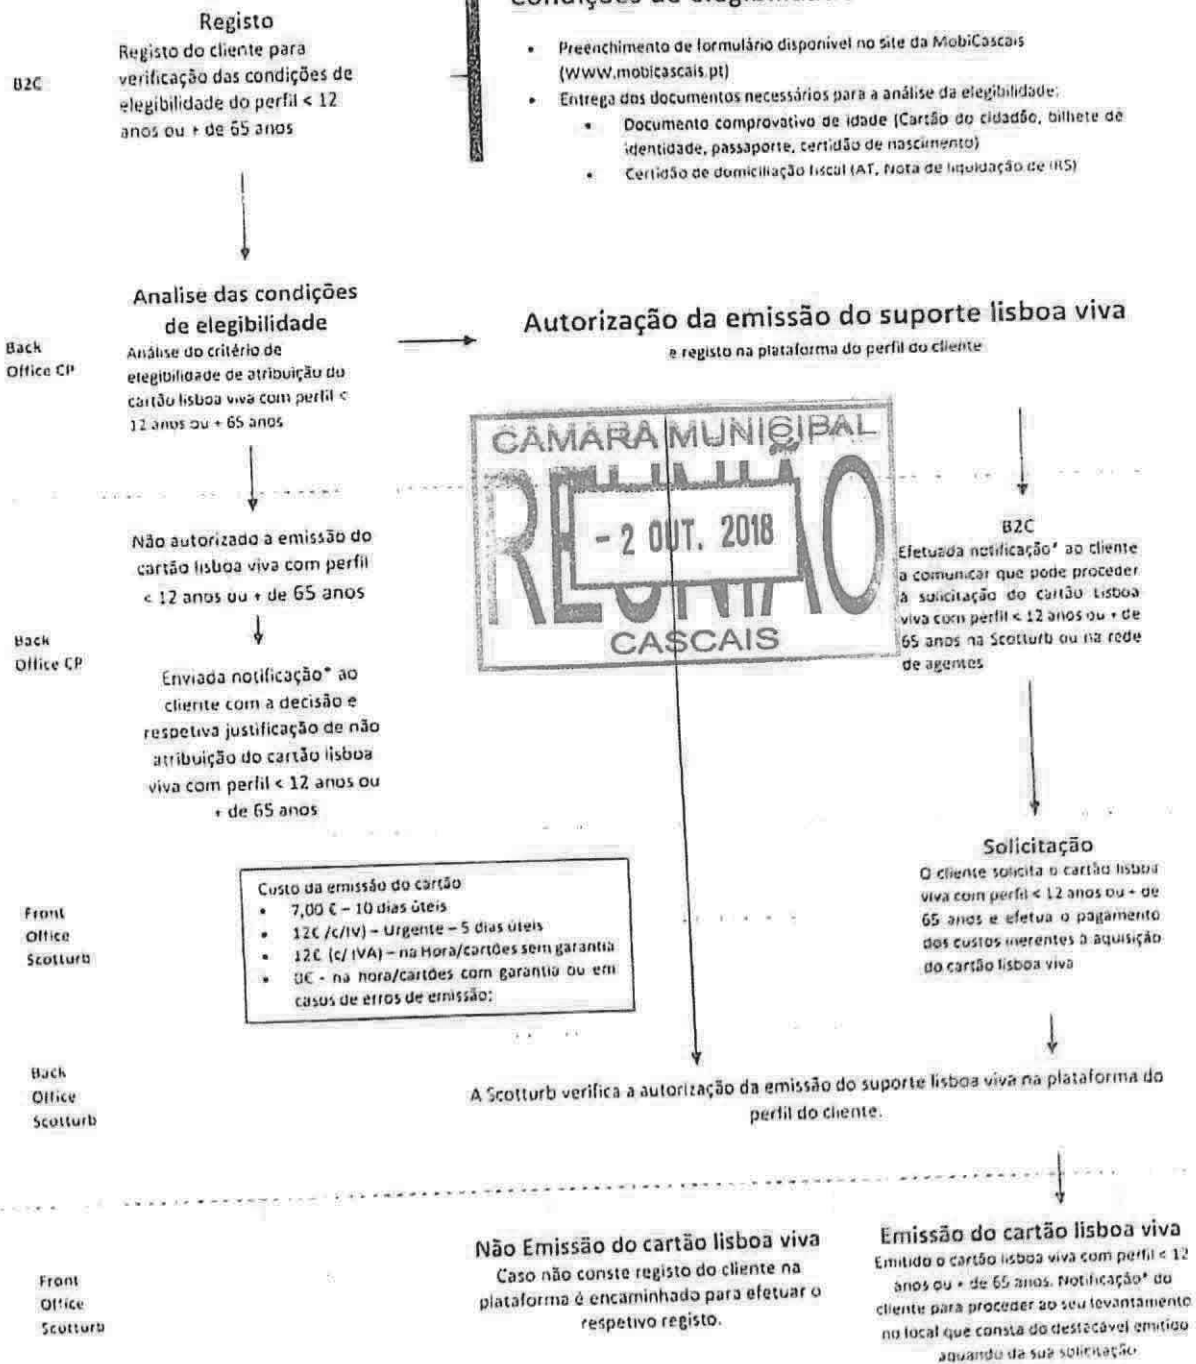 Condições de elegibilidade
Registo
Registo do cliente para
verificação das condições de
elegibilidade do perfil < 12
anos ou + de 65 anos
B2C
• Preenchimento de formulário disponivel no site da MobiCascais
(WWW.mobicascais.pt)
• Entrega dos documentos necessários para a análise da elegibilidade:
• Documento comprovativo de idade (Cartão do cidadão, bilhete de
identidade, passaporte, certidão de nascimento)
• Certidão de domiciliação fiscal (AT, Nota de liquidação de IRS)
Analise das condições
de elegibilidade
Análise do critério de
elegibilidade de atribuição do
cartão lisboa viva com perfil <
12 anos ou + 65 anos
Back
Office CP
Autorização da emissão do suporte lisboa viva
e registo na plataforma do perfil do cliente
CÂMARA MUNICIPAL
REUNIÃO
- 2 OUT. 2018
CASCAIS
Não autorizado a emissão do
cartão lisboa viva com perfil
< 12 anos ou + de 65 anos
B2C
Efetuada notificação* ao cliente
a comunicar que pode proceder
à solicitação do cartão Lisboa
viva com perfil < 12 anos ou + de
65 anos na Scotturb ou na rede
de agentes
Back
Office CP
Enviada notificação* ao
cliente com a decisão e
respetiva justificação de não
atribuição do cartão lisboa
viva com perfil < 12 anos ou
+ de 65 anos
Solicitação
O cliente solicita o cartão lisboa
viva com perfil < 12 anos ou + de
65 anos e efetua o pagamento
dos custos inerentes à aquisição
do cartão lisboa viva
Front
Office
Scotturb
Custo da emissão do cartão
• 7,00 € – 10 dias úteis
• 12€ /c/IV) – Urgente – 5 dias úteis
• 12€ (c/ IVA) – na Hora/cartões sem garantia
• 0€ - na hora/cartões com garantia ou em
casos de erros de emissão;
Back
Office
Scotturb
A Scotturb verifica a autorização da emissão do suporte lisboa viva na plataforma do
perfil do cliente.
Front
Office
Scotturb
Não Emissão do cartão lisboa viva
Caso não conste registo do cliente na
plataforma é encaminhado para efetuar o
respetivo registo.
Emissão do cartão lisboa viva
Emitido o cartão lisboa viva com perfil < 12
anos ou + de 65 anos. Notificação* do
cliente para proceder ao seu levantamento
no local que consta do destacável emitido
aquando da sua solicitação